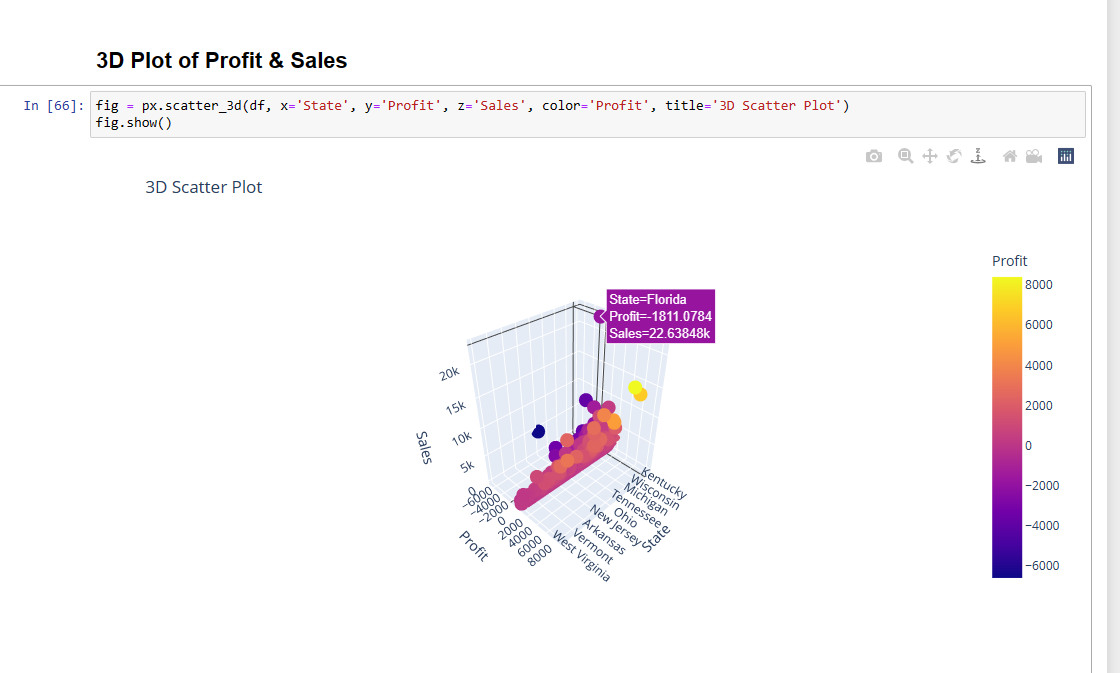 3D Plot of Profit & Sales
In [66]:
fig = px.scatter_3d(df, x='State', y='Profit', z='Sales', color='Profit', title='3D Scatter Plot')
fig.show()
z
3D Scatter Plot
Profit
8000
6000
4000
2000
0
−2000
−4000
−6000
State=Florida
Profit=-1811.0784
Sales=22.63848k
20k
15k
10k
5k
0
Sales
−6000
−4000
−2000
0
2000
4000
6000
8000
Profit
Kentucky
Wisconsin
Michigan
Tennessee
Ohio
New Jersey
Arkansas
Vermont
West Virginia
State